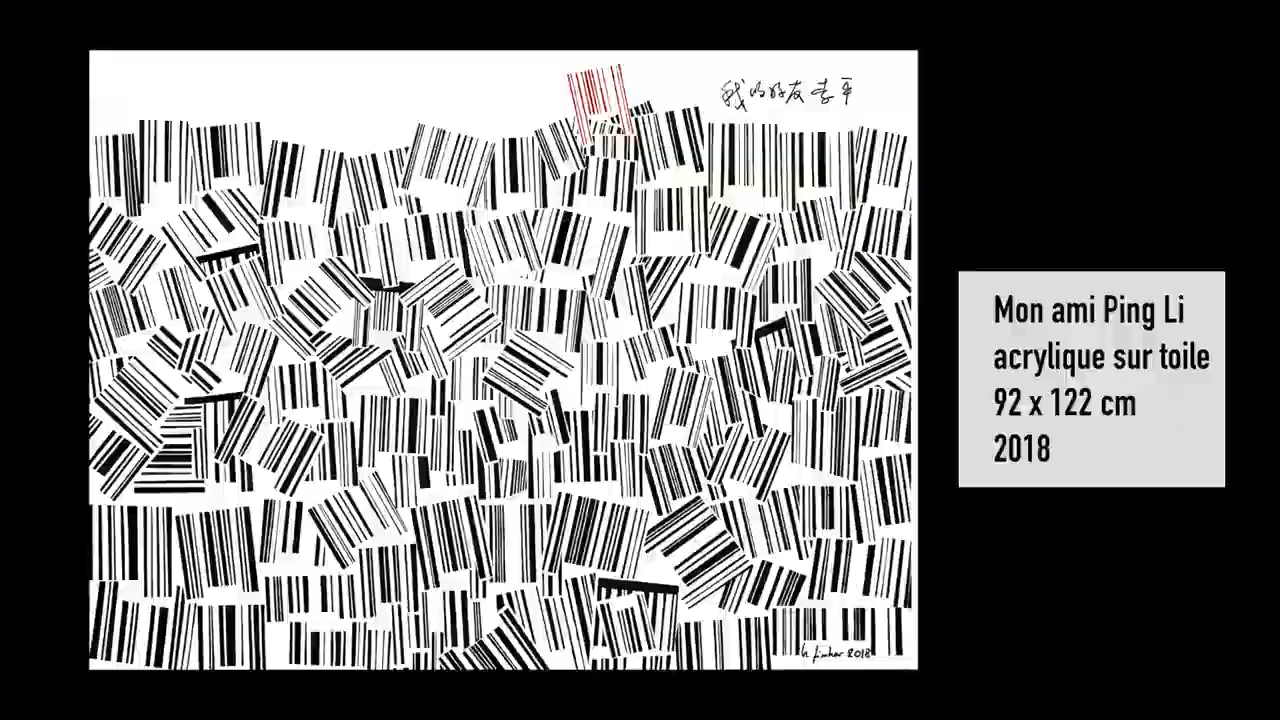 我的好友李平
Mon ami Ping Li
acrylique sur toile
92 x 122 cm
2018
2018